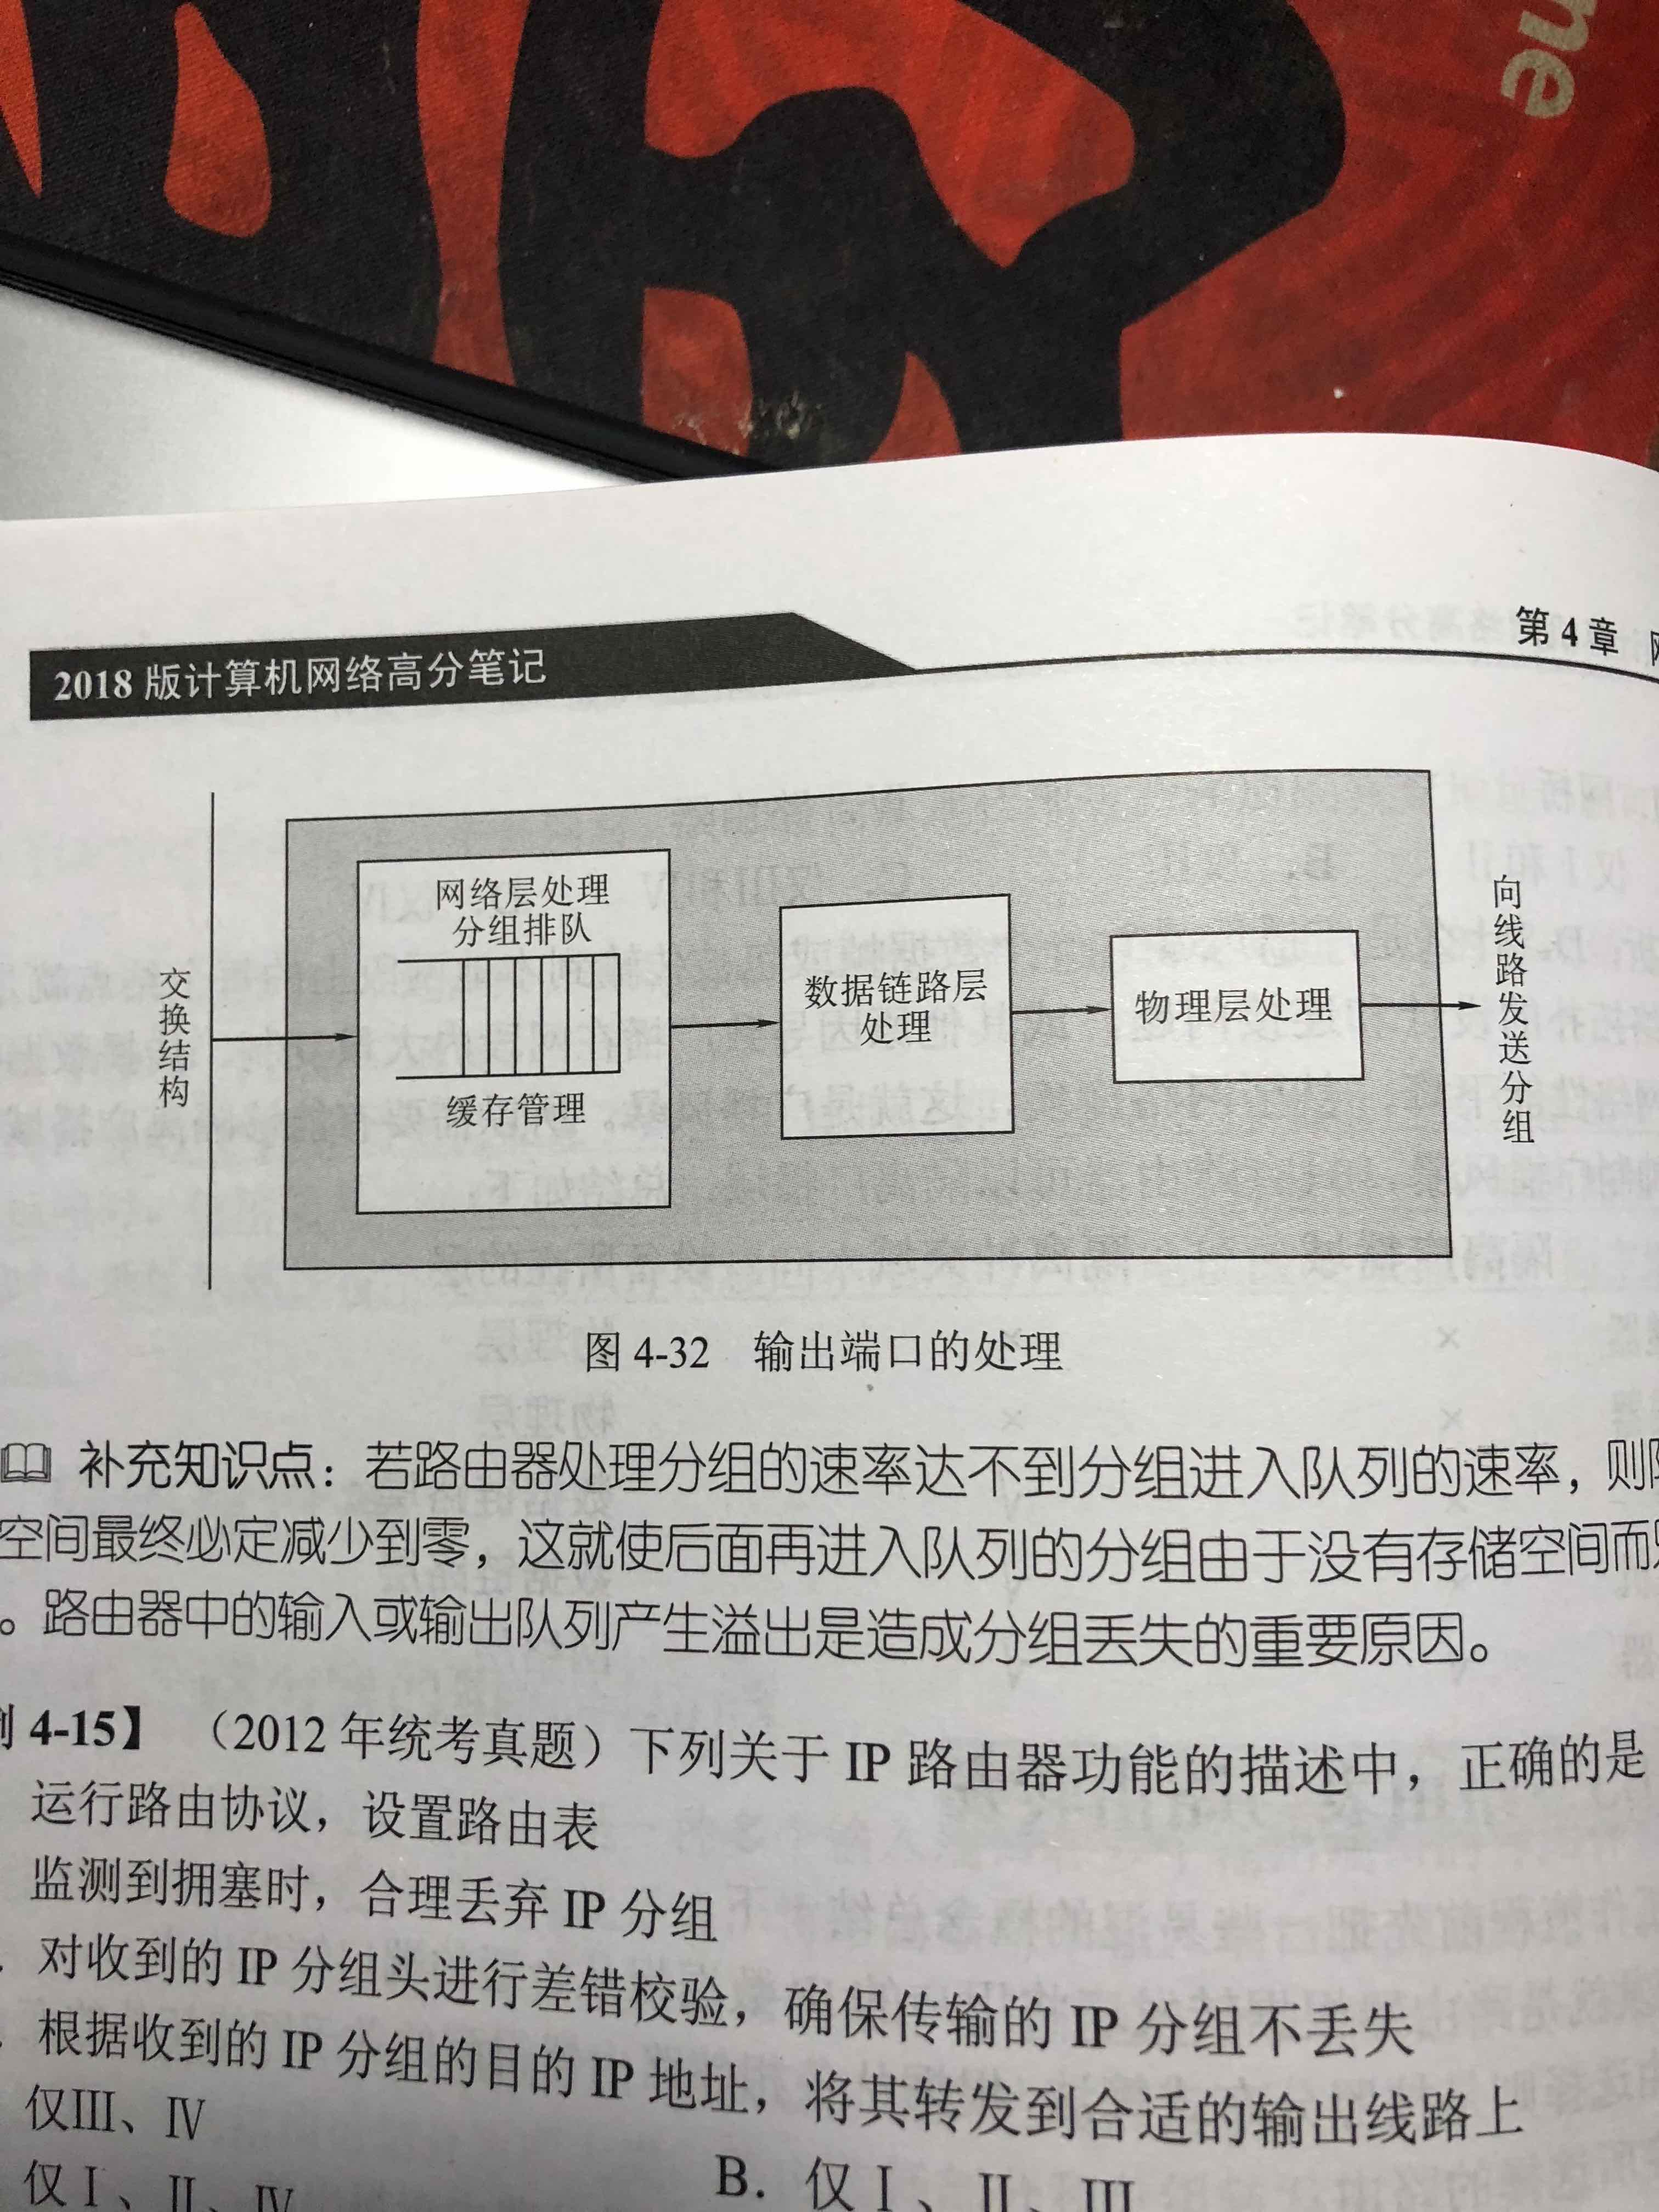 ne
2018 版计算机网络高分笔记
第 4 章
交换结构
网络层处理
分组排队
缓存管理
数据链路层
处理
物理层处理
向线路发送分组
图 4-32 输出端口的处理
补充知识点：若路由器处理分组的速率达不到分组进入队列的速率，则
空间最终必定减少到零，这就使后面再进入队列的分组由于没有存储空间而
。路由器中的输入或输出队列产生溢出是造成分组丢失的重要原因。
4-15】 （2012 年统考真题）下列关于 IP 路由器功能的描述中，正确的是
运行路由协议，设置路由表
监测到拥塞时，合理丢弃 IP 分组
. 对收到的 IP 分组头进行差错校验，确保传输的 IP 分组不丢失
. 根据收到的 IP 分组的目的 IP 地址，将其转发到合适的输出线路上
仅Ⅲ、Ⅳ
B. 仅Ⅰ、Ⅱ、Ⅲ
仅Ⅰ、Ⅱ、Ⅳ